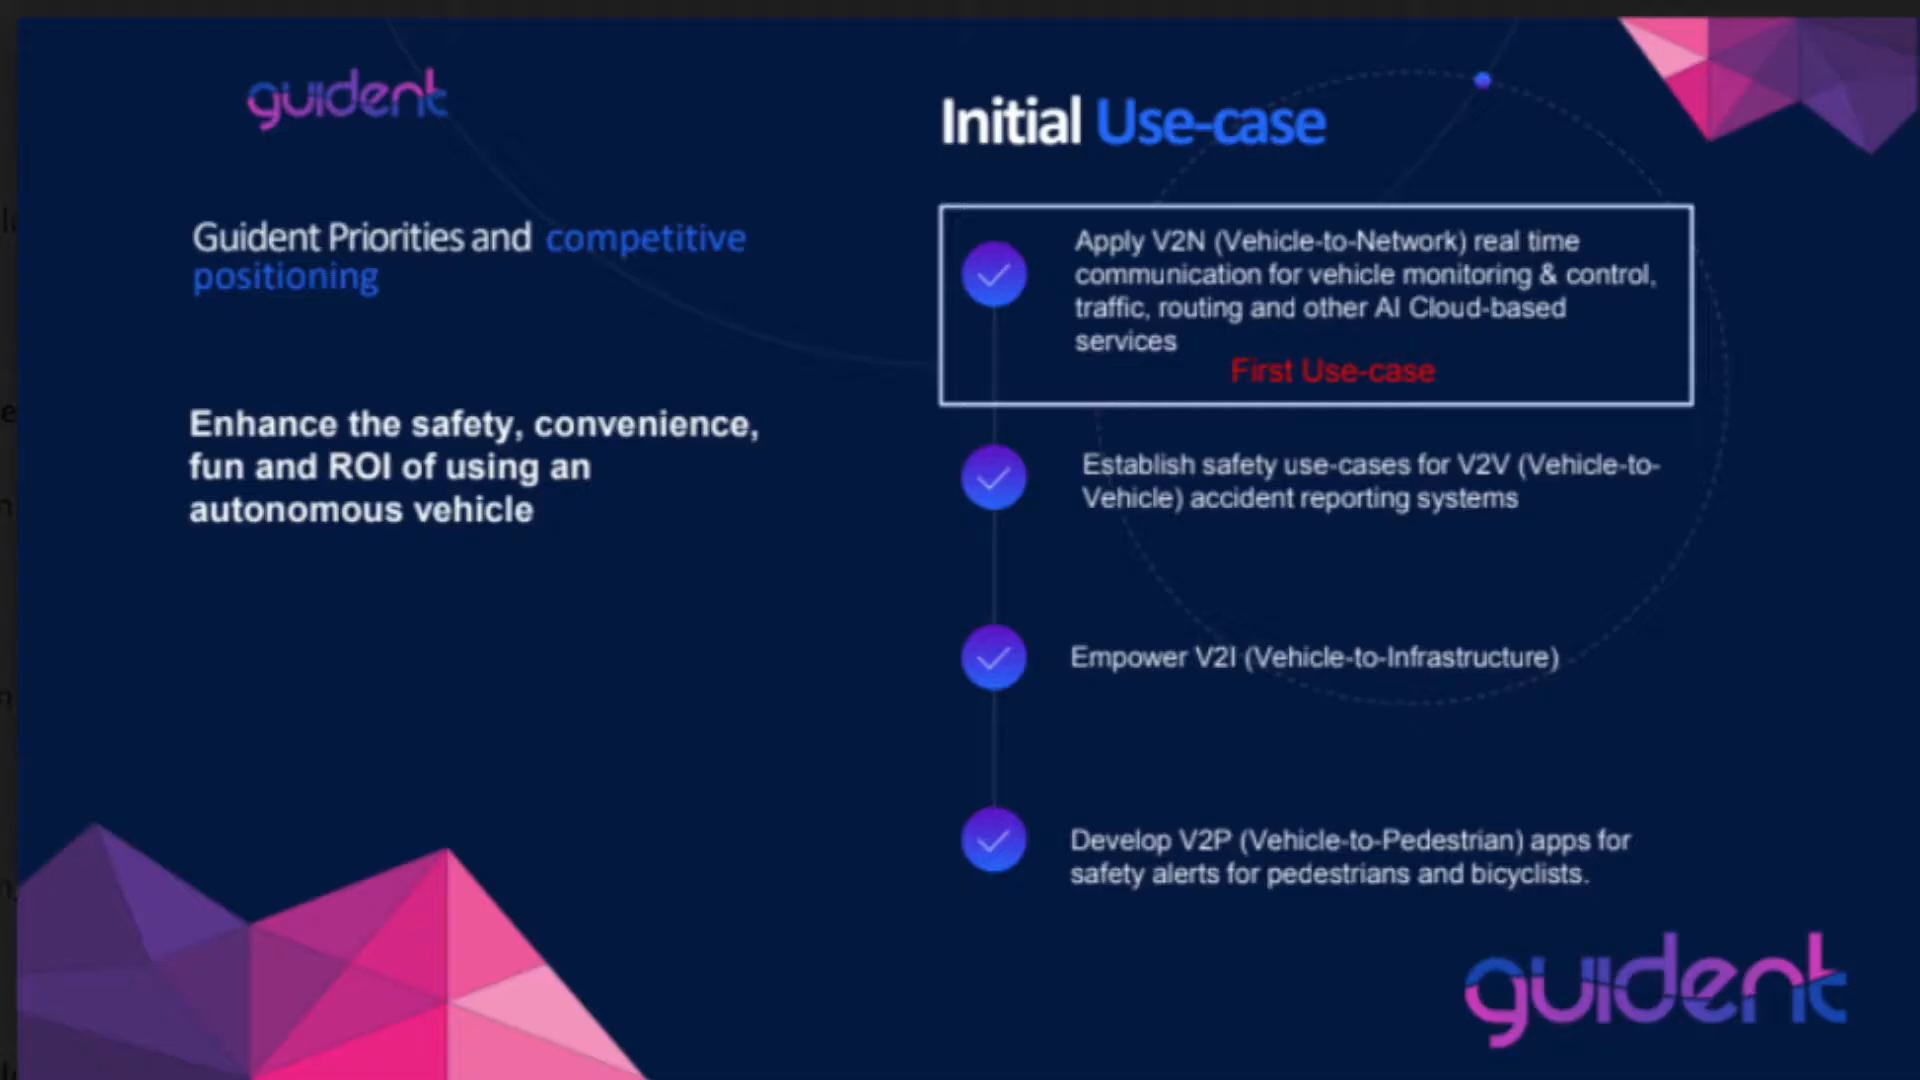 guident
Guident Priorities and competitive
positioning
Enhance the safety, convenience,
fun and ROI of using an
autonomous vehicle
Initial Use-case
Apply V2N (Vehicle-to-Network) real time
communication for vehicle monitoring & control,
traffic, routing and other AI Cloud-based
services
First Use-case
Establish safety use-cases for V2V (Vehicle-to-
Vehicle) accident reporting systems
Empower V2I (Vehicle-to-Infrastructure)
Develop V2P (Vehicle-to-Pedestrian) apps for
safety alerts for pedestrians and bicyclists.
guident